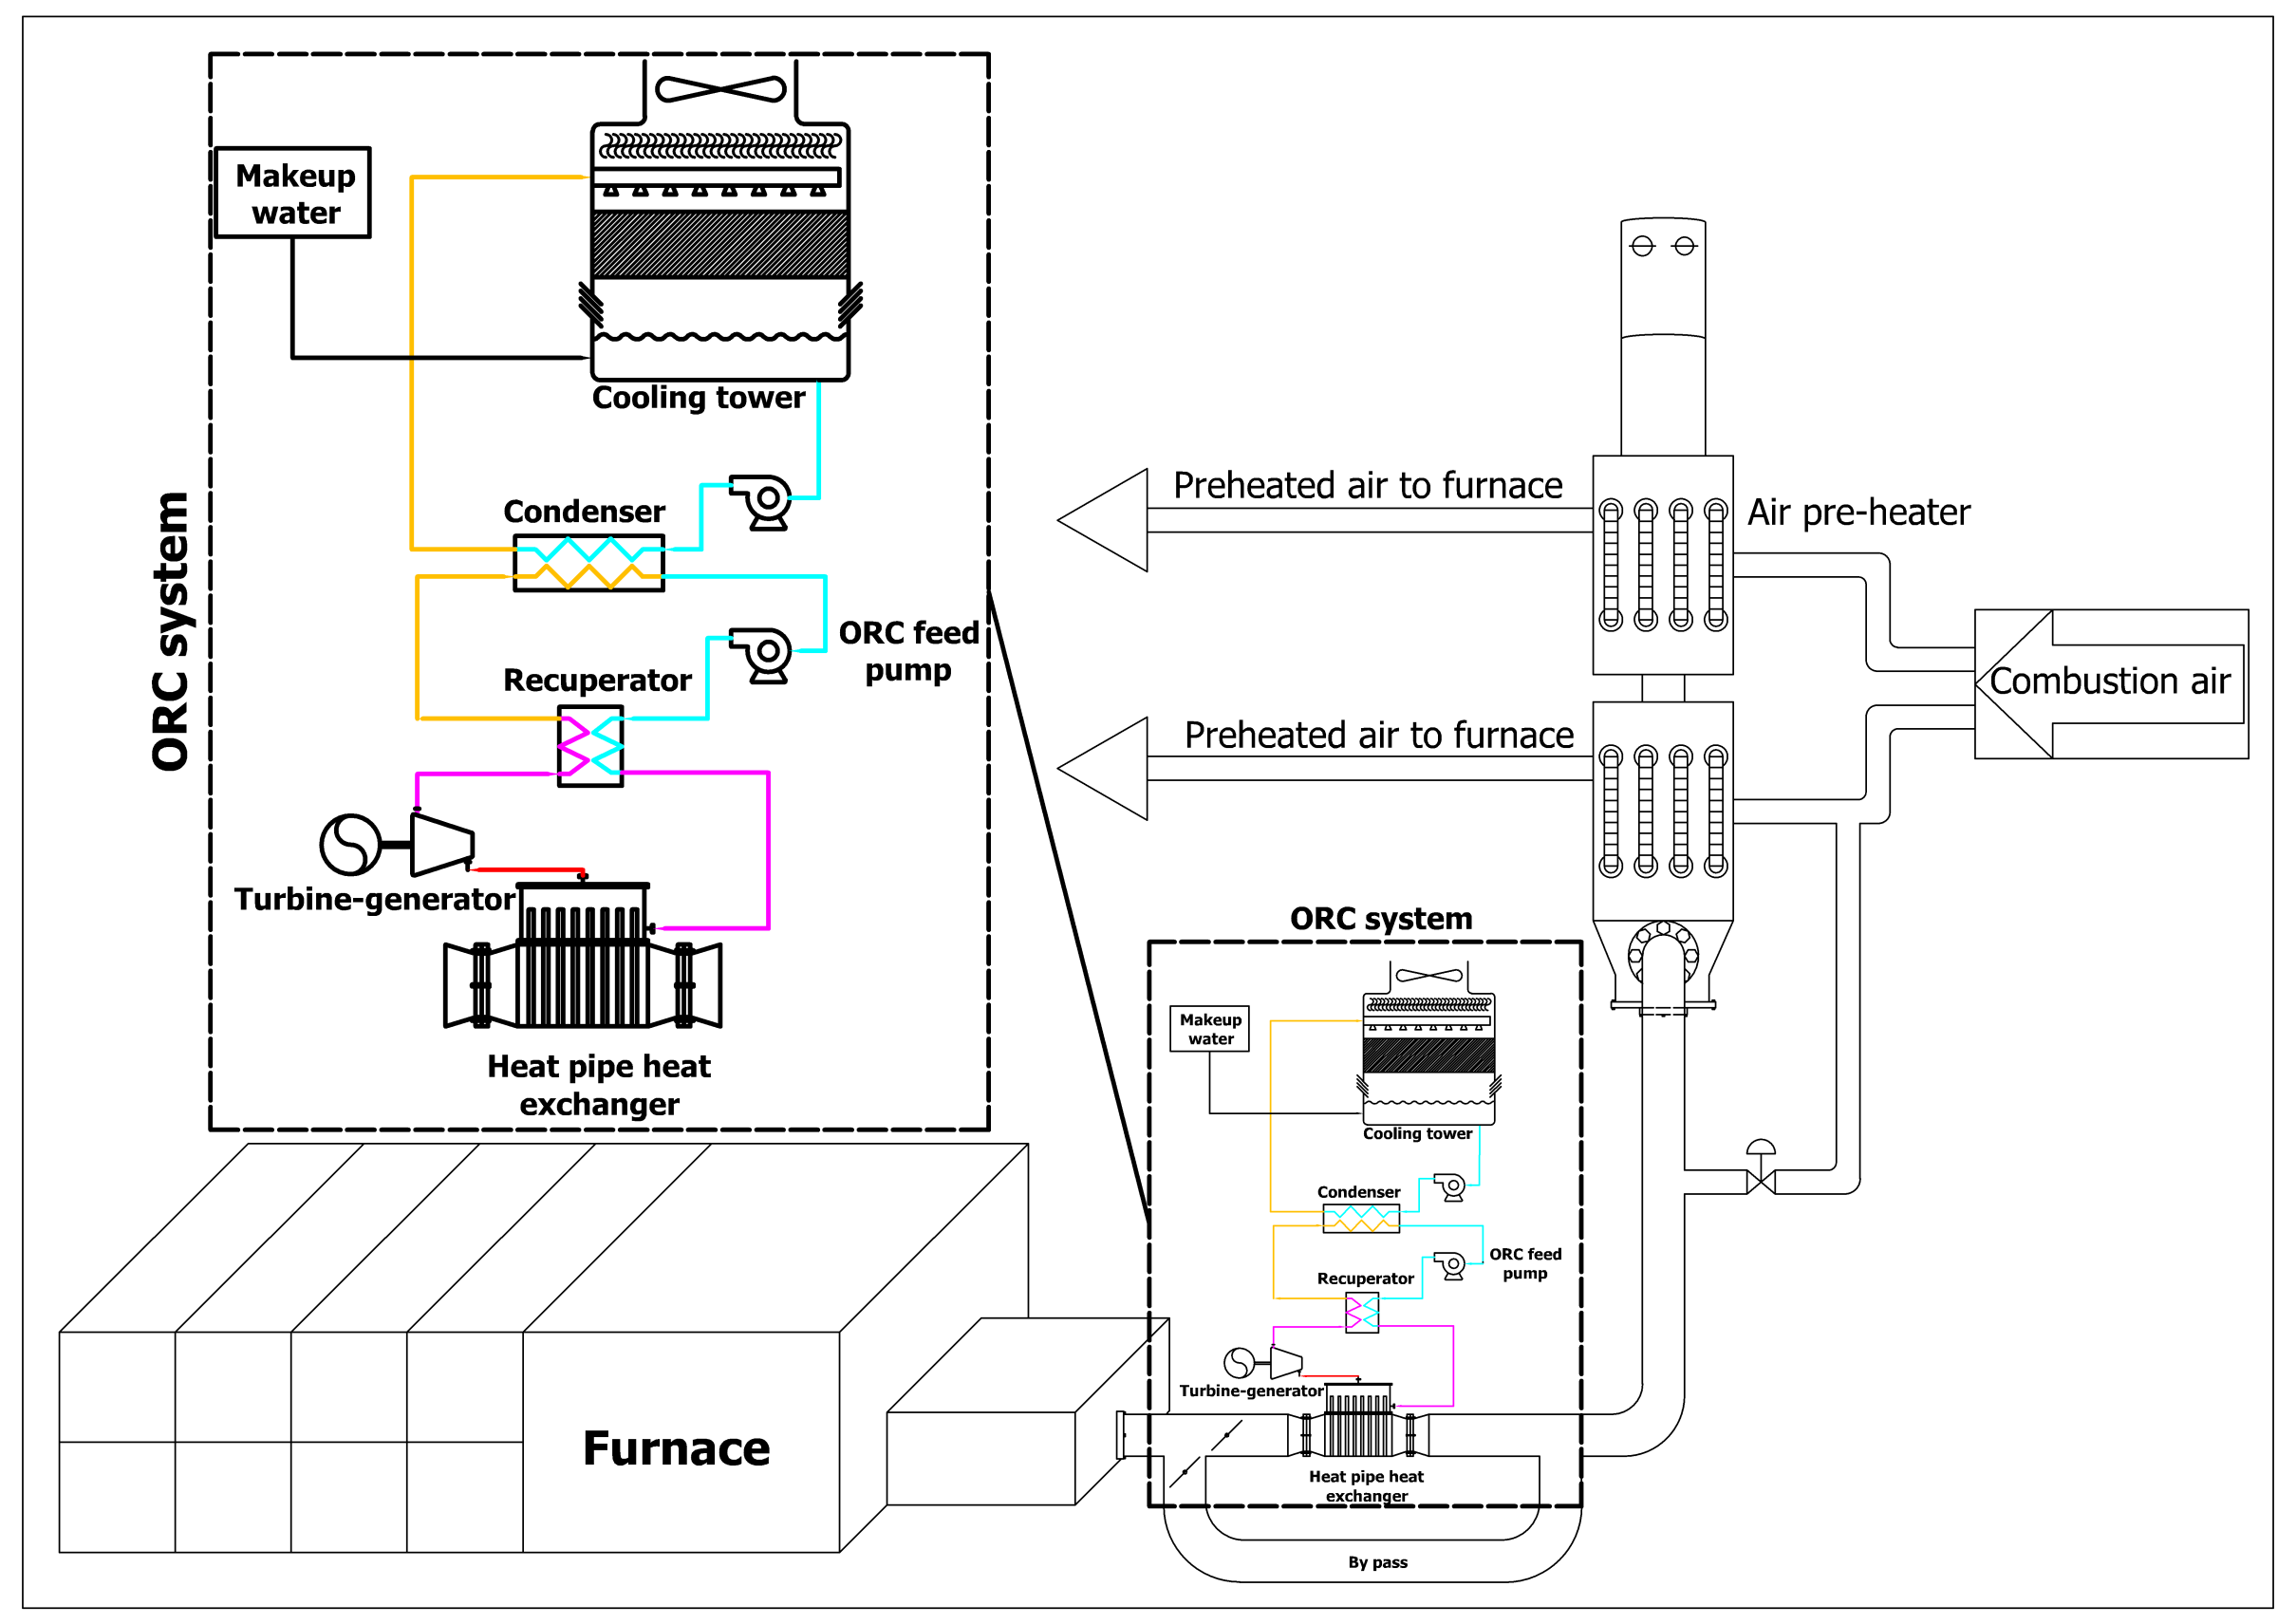 ORC system
Makeup
water
Cooling tower
Condenser
ORC feed
pump
Recuperator
Turbine-generator
Heat pipe heat
exchanger
Preheated air to furnace
Air pre-heater
Combustion air
Preheated air to furnace
ORC system
Makeup
water
Cooling tower
Condenser
ORC feed
pump
Recuperator
Turbine-generator
Heat pipe heat
exchanger
By pass
Furnace